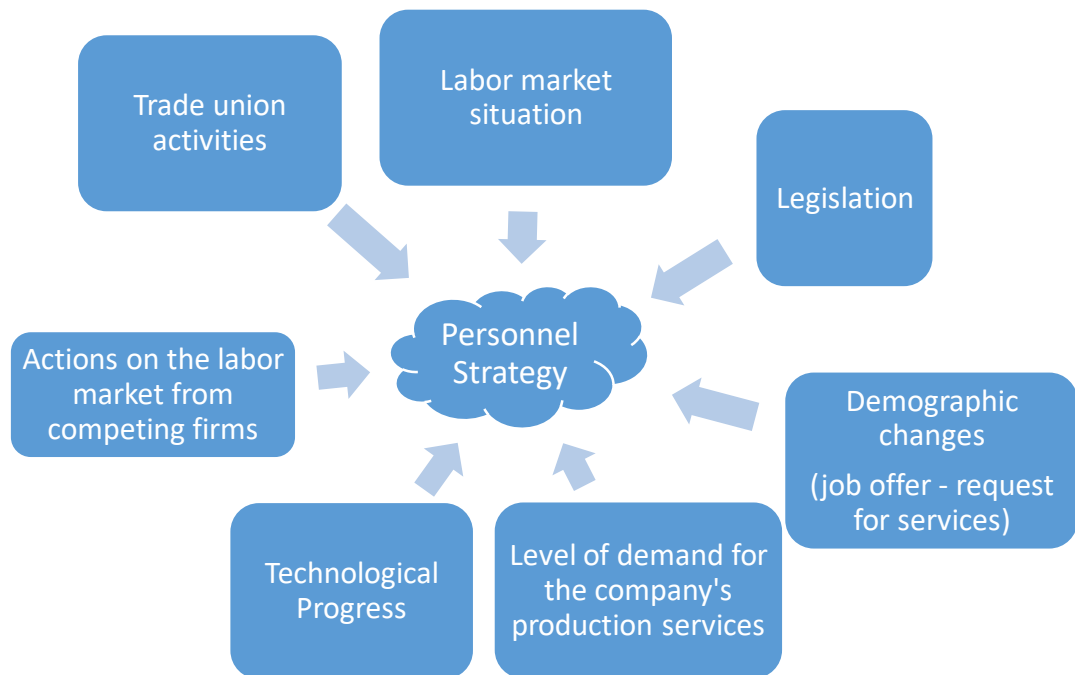 Trade union
activities
Labor market
situation
Legislation
Personnel
Strategy
Actions on the labor
market from
competing firms
Demographic
changes
(job offer - request
for services)
Technological
Progress
Level of demand for
the company's
production services